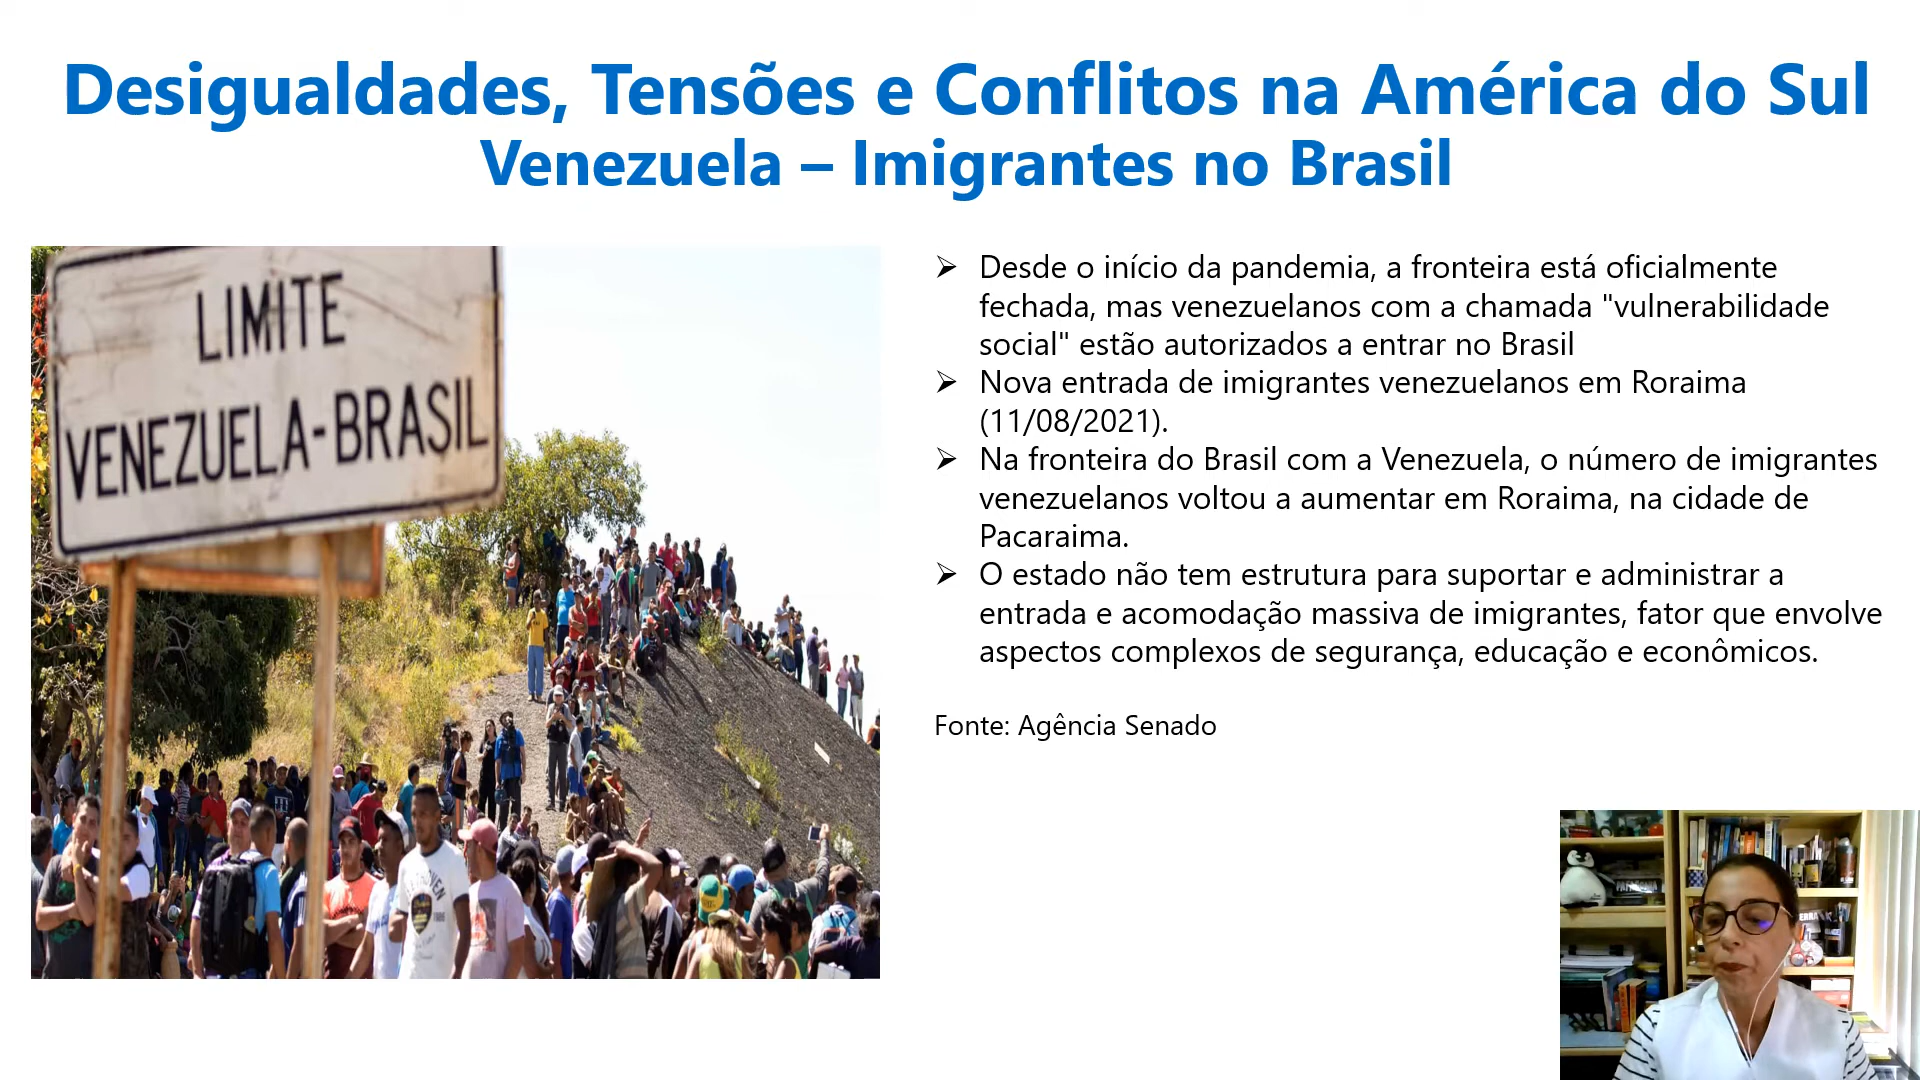 Desigualdades, Tensões e Conflitos na América do Sul
Venezuela – Imigrantes no Brasil
LIMITE
VENEZUELA-BRASIL
➢ Desde o início da pandemia, a fronteira está oficialmente
fechada, mas venezuelanos com a chamada "vulnerabilidade
social" estão autorizados a entrar no Brasil
➢ Nova entrada de imigrantes venezuelanos em Roraima
(11/08/2021).
➢ Na fronteira do Brasil com a Venezuela, o número de imigrantes
venezuelanos voltou a aumentar em Roraima, na cidade de
Pacaraima.
➢ O estado não tem estrutura para suportar e administrar a
entrada e acomodação massiva de imigrantes, fator que envolve
aspectos complexos de segurança, educação e econômicos.
Fonte: Agência Senado